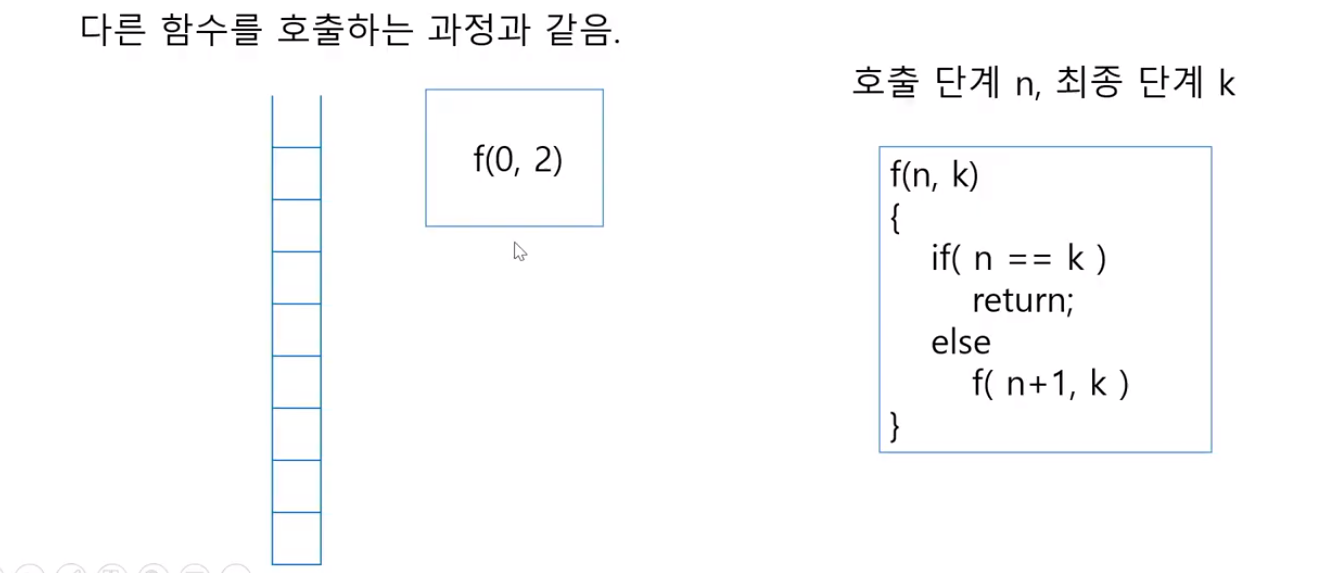 다른 함수를 호출하는 과정과 같음.
f(0, 2)
호출 단계 n, 최종 단계 k
f(n, k)
{
if( n == k )
return;
else
f( n+1, k )
}